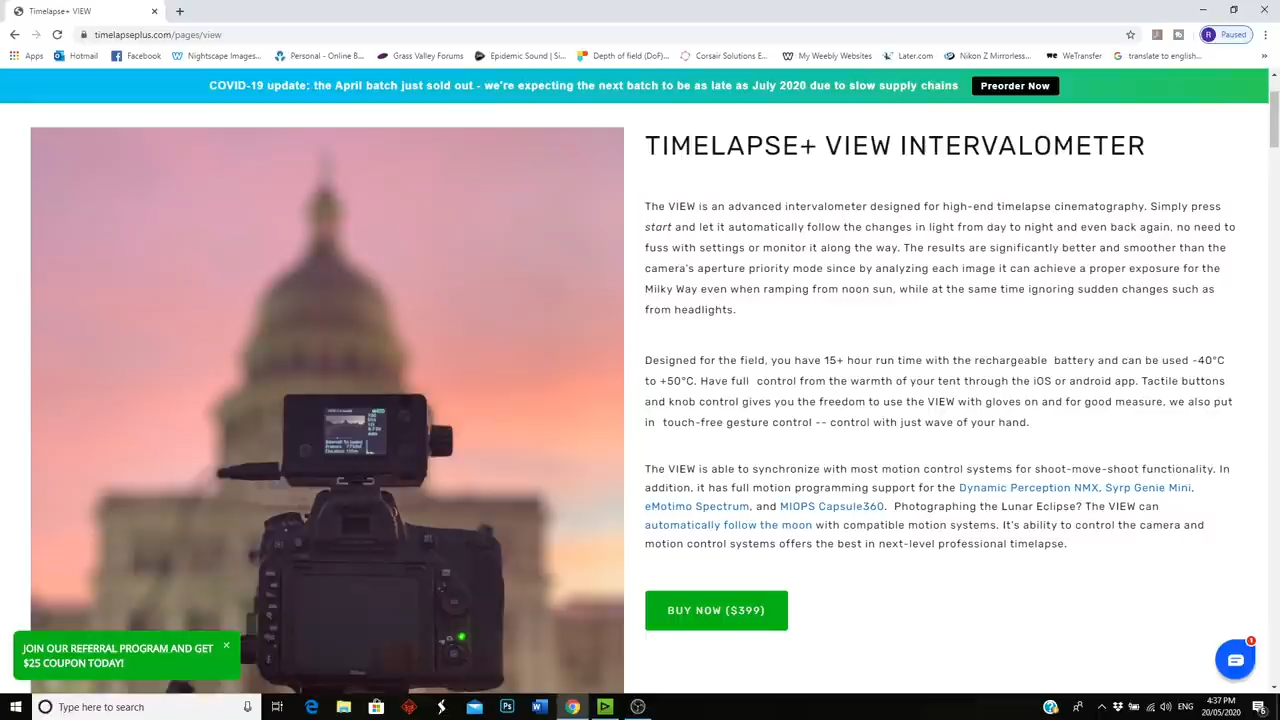 Timelapse+ VIEW
timelapseplus.com/pages/view
Paused
Apps Hotmail Facebook Nightscape Images... Personal - Online B... Grass Valley Forums Epidemic Sound | Si... Depth of field (DoF)... Corsair Solutions E... My Weebly Websites Later.com Nikon Z Mirrorless... WeTransfer translate to english...
COVID-19 update: the April batch just sold out - we're expecting the next batch to be as late as July 2020 due to slow supply chains Preorder Now
TIMELAPSE+ VIEW INTERVALOMETER
The VIEW is an advanced intervalometer designed for high-end timelapse cinematography. Simply press
start and let it automatically follow the changes in light from day to night and even back again, no need to
fuss with settings or monitor it along the way. The results are significantly better and smoother than the
camera's aperture priority mode since by analyzing each image it can achieve a proper exposure for the
Milky Way even when ramping from noon sun, while at the same time ignoring sudden changes such as
from headlights.
Designed for the field, you have 15+ hour run time with the rechargeable battery and can be used -40°C
to +50°C. Have full control from the warmth of your tent through the iOS or android app. Tactile buttons
and knob control gives you the freedom to use the VIEW with gloves on and for good measure, we also put
in touch-free gesture control -- control with just wave of your hand.
The VIEW is able to synchronize with most motion control systems for shoot-move-shoot functionality. In
addition, it has full motion programming support for the Dynamic Perception NMX, Syrp Genie Mini,
eMotimo Spectrum, and MIOPS Capsule360. Photographing the Lunar Eclipse? The VIEW can
automatically follow the moon with compatible motion systems. It's ability to control the camera and
motion control systems offers the best in next-level professional timelapse.
BUY NOW ($399)
JOIN OUR REFERRAL PROGRAM AND GET
$25 COUPON TODAY!
1
Type here to search
ENG
4:37 PM
20/05/2020